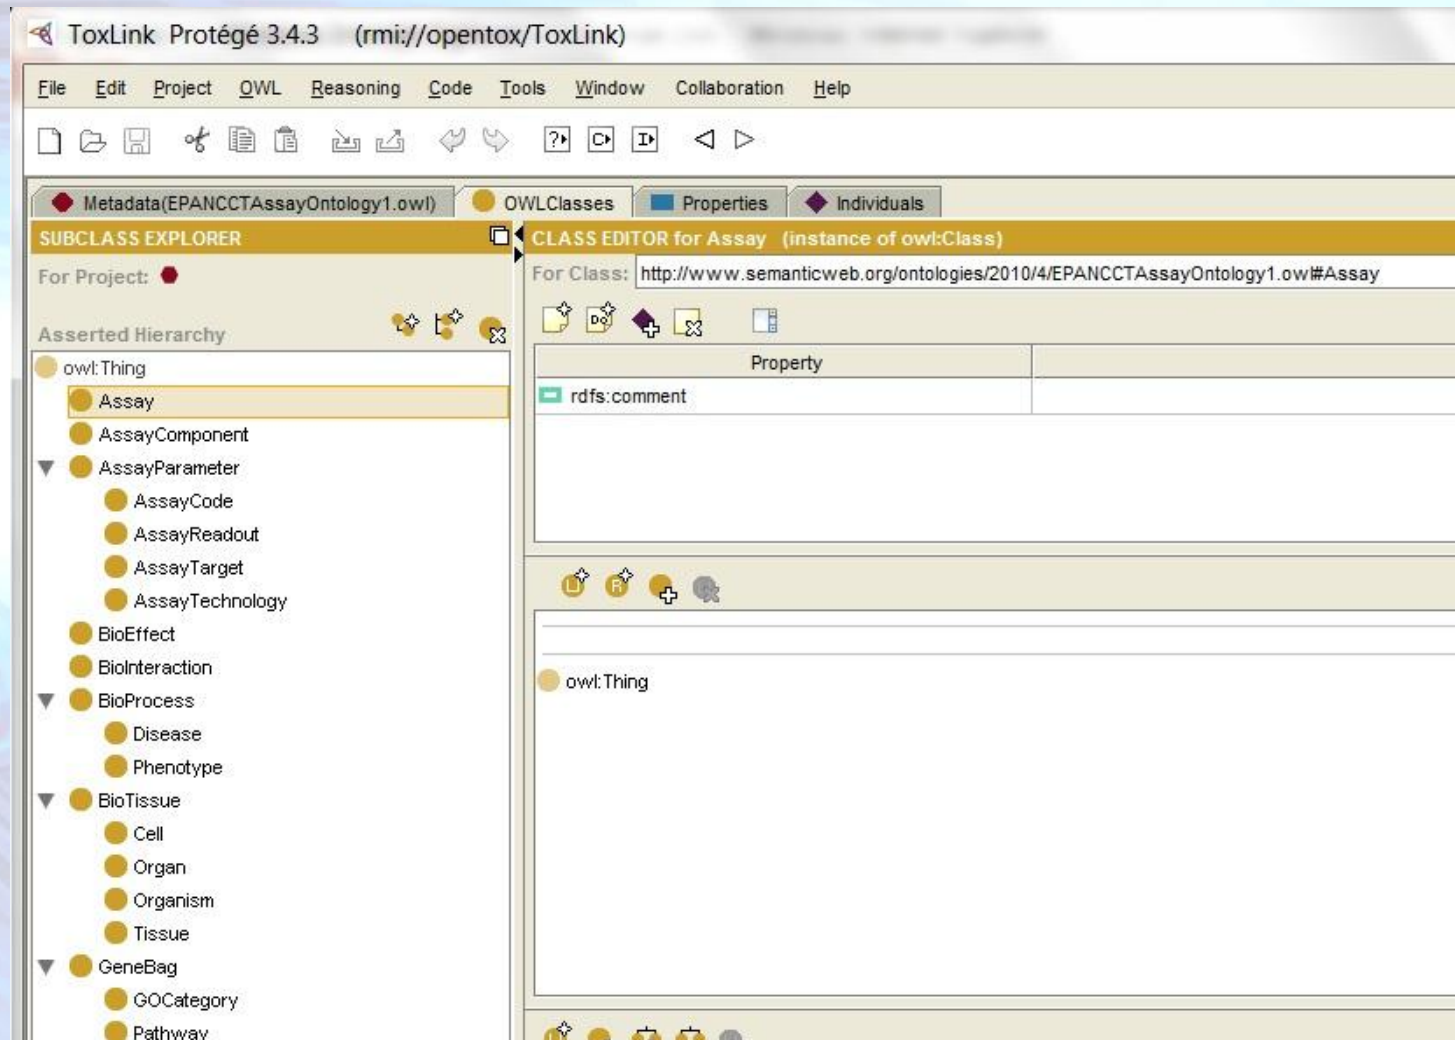 ToxLink Protégé 3.4.3 (rmi://opentox/ToxLink)
File Edit Project OWL Reasoning Code Tools Window Collaboration Help
Metadata(EPANCCTAssayOntology1.owl) OWLClasses Properties Individuals
SUBCLASS EXPLORER
For Project:
Asserted Hierarchy
owl:Thing
Assay
AssayComponent
AssayParameter
AssayCode
AssayReadout
AssayTarget
AssayTechnology
BioEffect
BioInteraction
BioProcess
Disease
Phenotype
BioTissue
Cell
Organ
Organism
Tissue
GeneBag
GOCategory
Pathway
CLASS EDITOR for Assay (instance of owl:Class)
For Class: http://www.semanticweb.org/ontologies/2010/4/EPANCCTAssayOntology1.owl#Assay
Property
rdfs:comment
owl:Thing